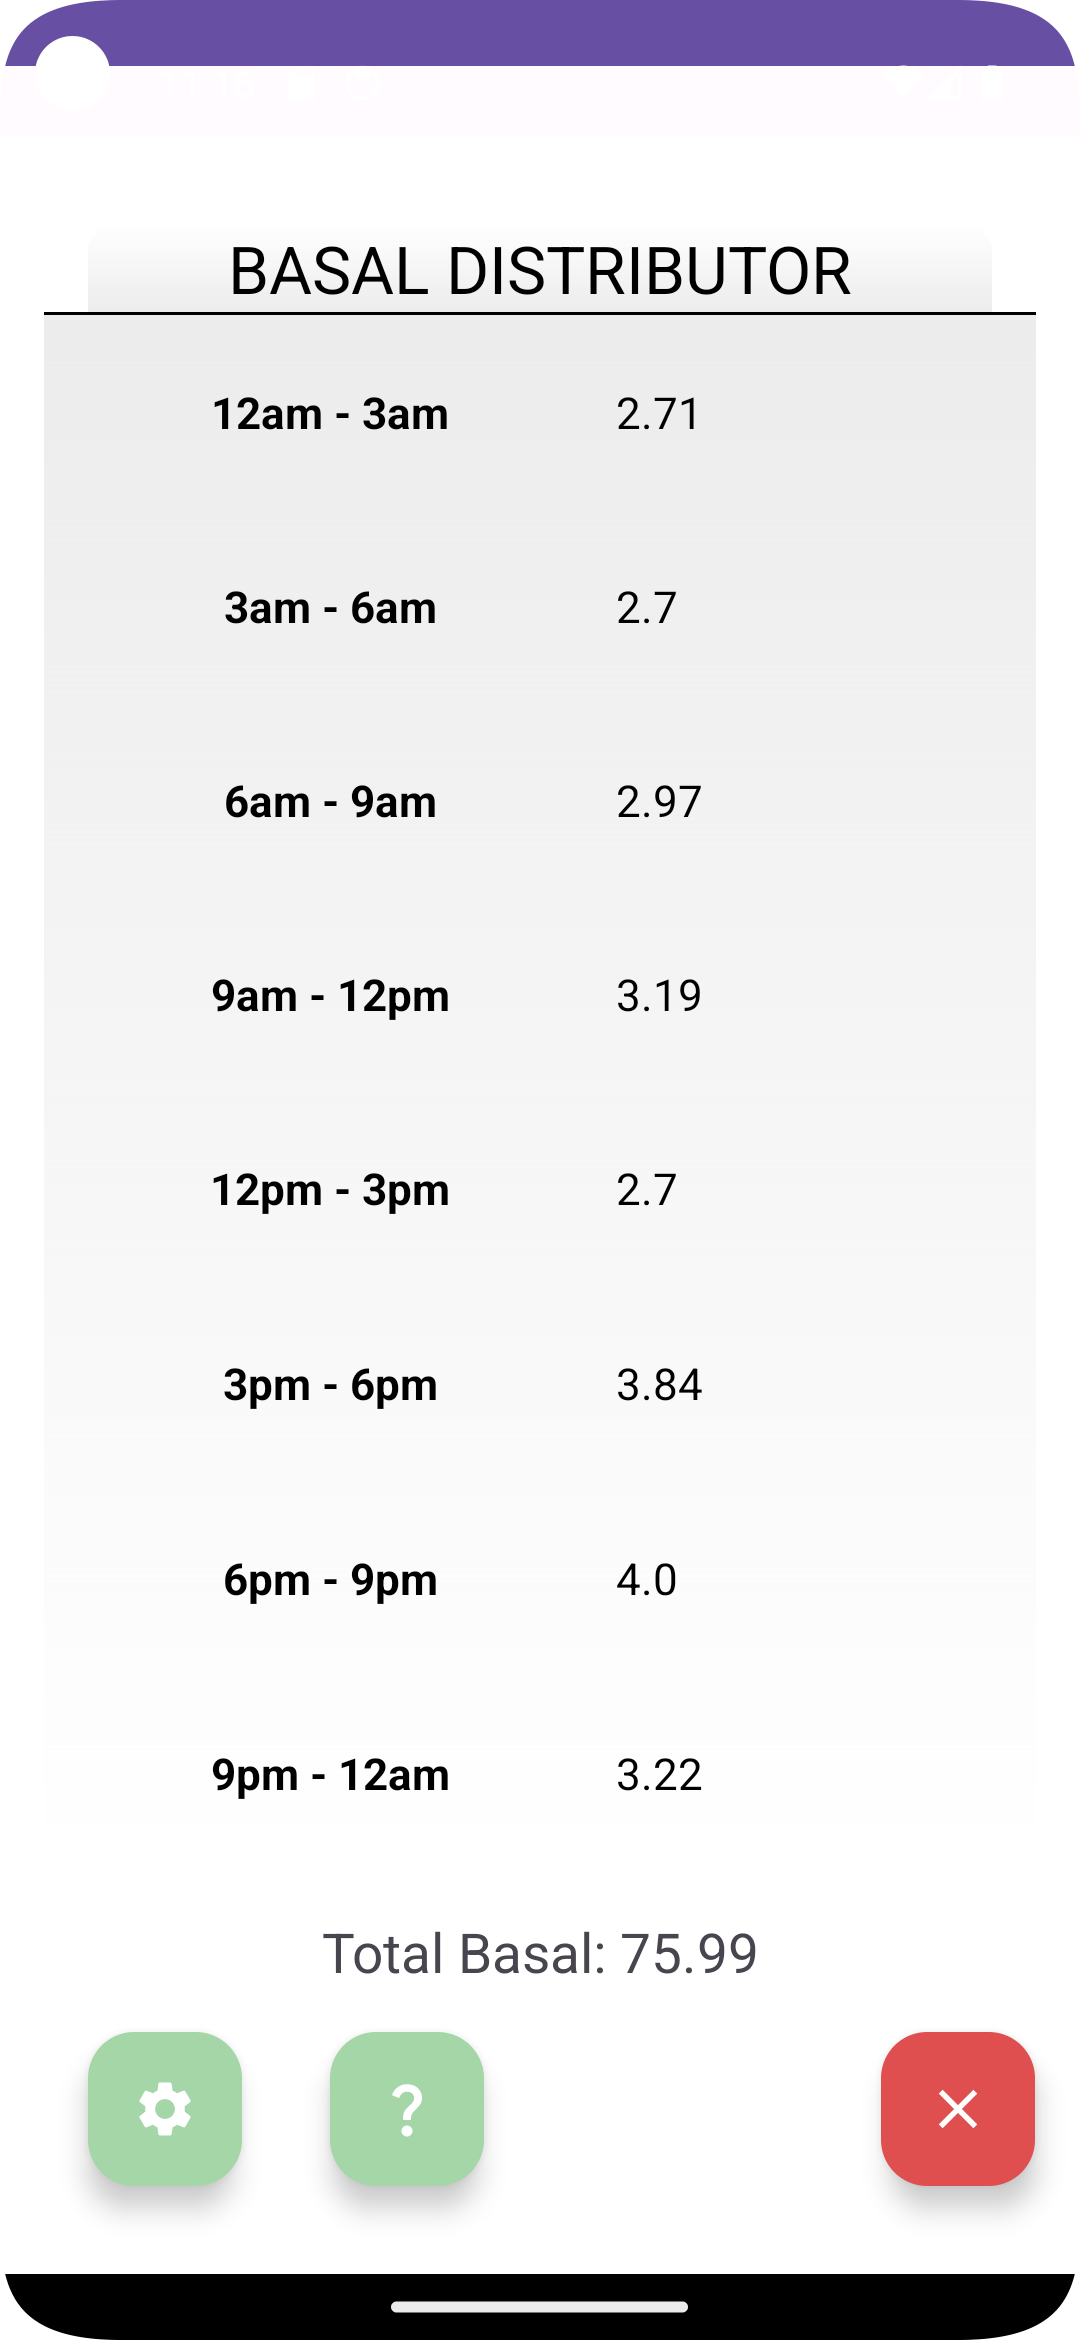 BASAL DISTRIBUTOR
12am - 3am 2.71
3am - 6am 2.7
6am - 9am 2.97
9am - 12pm 3.19
12pm - 3pm 2.7
3pm - 6pm 3.84
6pm - 9pm 4.0
9pm - 12am 3.22
Total Basal: 75.99
?